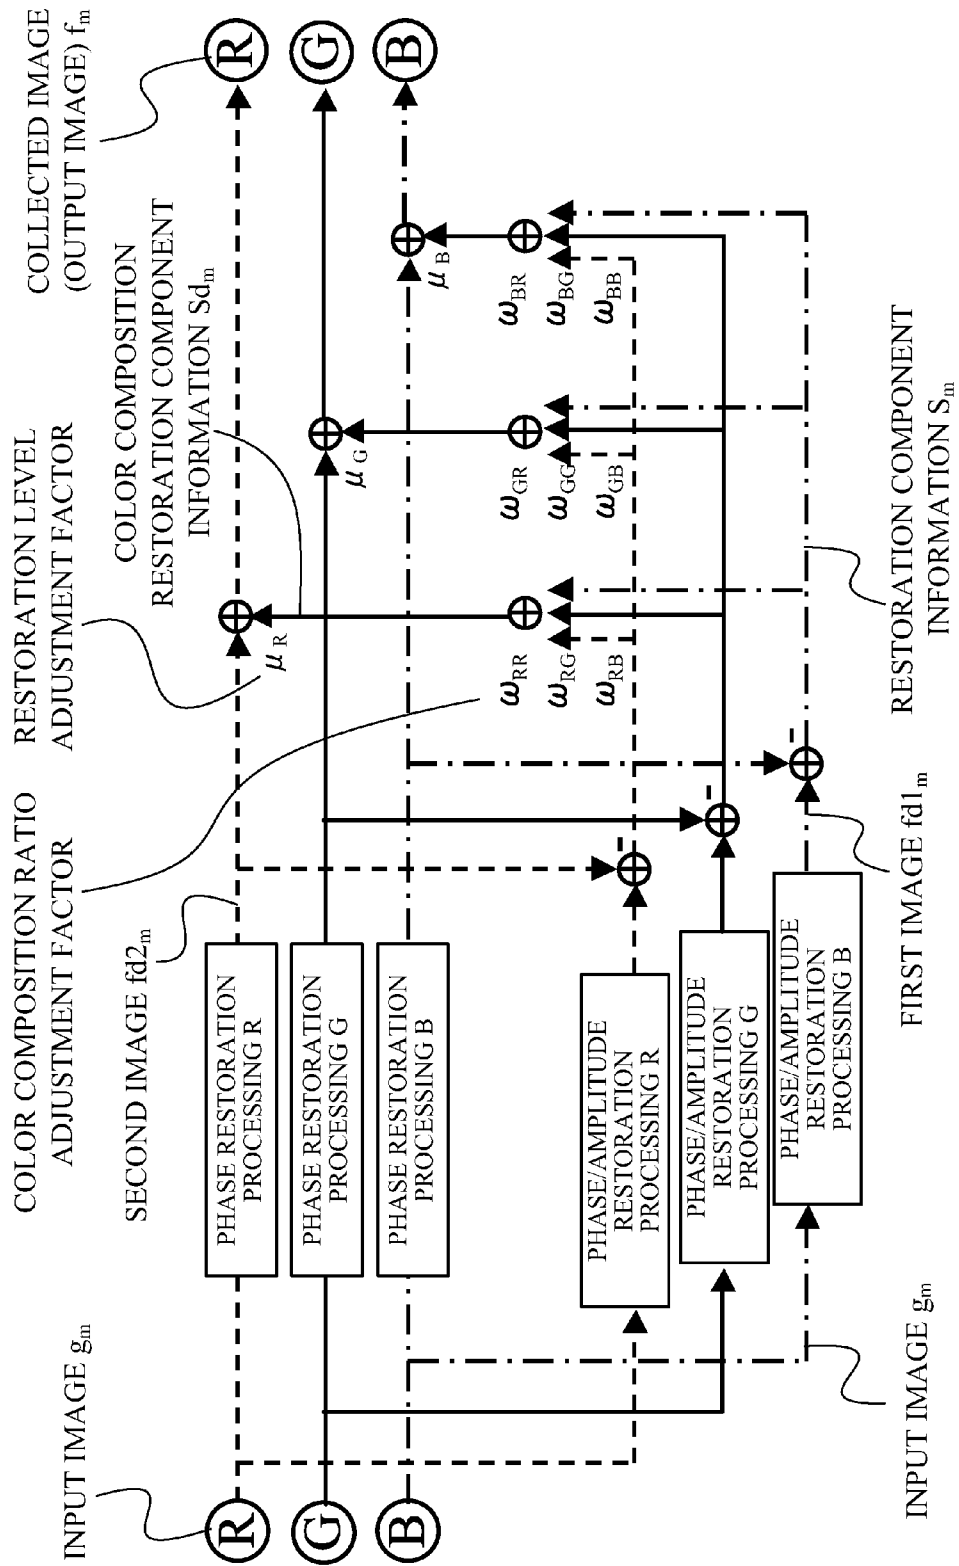 INPUT IMAGE gm
SECOND IMAGE fd2m
COLOR COMPOSITION RATIO
ADJUSTMENT FACTOR
RESTORATION LEVEL
ADJUSTMENT FACTOR
COLOR COMPOSITION
RESTORATION COMPONENT
INFORMATION Sdm
COLLECTED IMAGE
(OUTPUT IMAGE) fm
R
G
B
PHASE RESTORATION
PROCESSING R
PHASE RESTORATION
PROCESSING G
PHASE RESTORATION
PROCESSING B
μR
μG
μB
R
G
B
PHASE/AMPLITUDE
RESTORATION
PROCESSING R
PHASE/AMPLITUDE
RESTORATION
PROCESSING G
PHASE/AMPLITUDE
RESTORATION
PROCESSING B
-
-
-
ωRR
ωRG
ωRB
ωGR
ωGG
ωGB
ωBR
ωBG
ωBB
INPUT IMAGE gm
FIRST IMAGE fd1m
RESTORATION COMPONENT
INFORMATION Sm